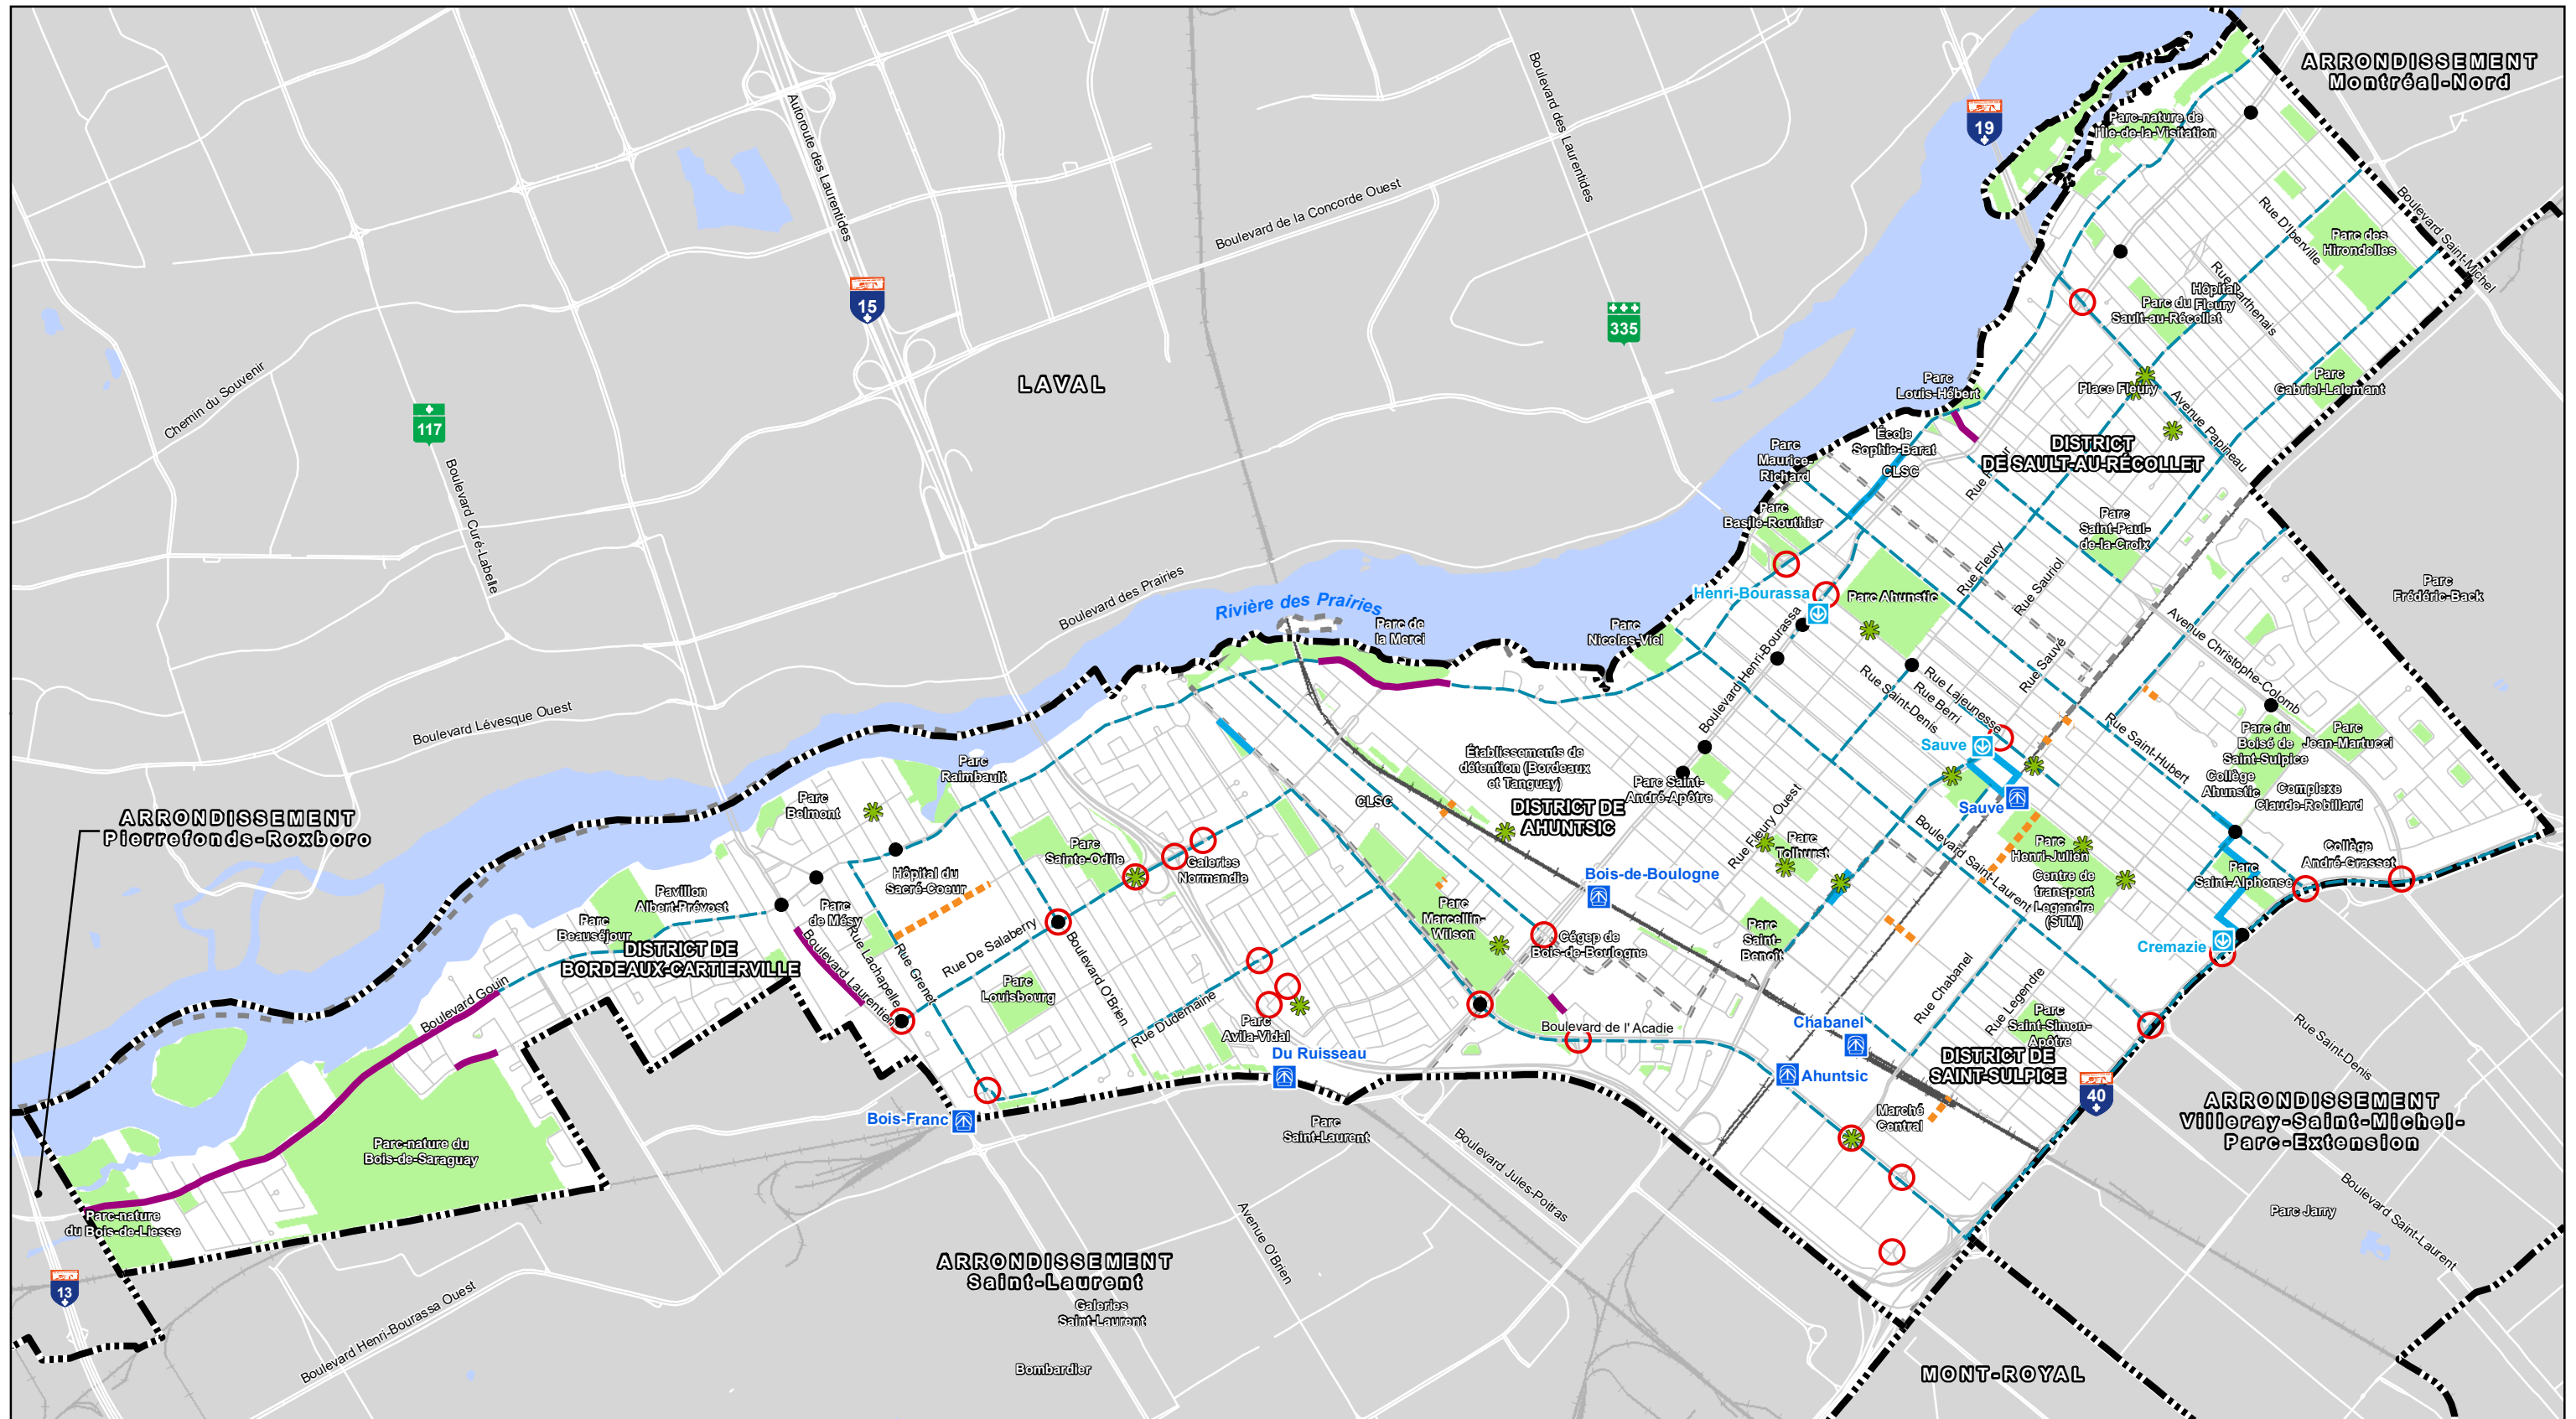 ARRONDISSEMENT
Montréal-Nord
19
Parc-nature de
l'Île-de-la-Visitation
Boulevard des Laurentides
Autoroute des Laurentides
Boulevard de la Concorde Ouest
Rue D'Iberville
Boulevard Saint-Michel
Parc des
Hirondelles
Rue Parthenais
Hôpital
Fleury
Parc du
Sault-au-Récollet
15
335
LAVAL
Chemin du Souvenir
117
Boulevard Curé-Labelle
Parc
Louis-Hébert
Place Fleury
Parc
Gabriel-Lalemant
Avenue Papineau
École
Sophie-Barat
CLSC
DISTRICT
DE SAULT-AU-RÉCOLLET
Parc
Maurice-
Richard
Parc
Basile-Routhier
Parc
Saint-Paul-
de-la-Croix
Rue Fleury
Rue Sauriol
Henri-Bourassa
Parc Ahunstic
Parc
Frédéric-Back
Boulevard des Prairies
Rivière des Prairies
Parc de
la Merci
Parc
Nicolas-Viel
Boulevard Henri-Bourassa
Avenue Christophe-Colomb
Rue Sauvé
Rue Lajeunesse
Rue Berri
Rue Saint-Denis
Rue Saint-Hubert
Boulevard Lévesque Ouest
Parc
Raimbault
Établissements de
détention (Bordeaux
et Tanguay)
Parc Saint-
André-Apôtre
Sauve
Sauve
Parc du
Boisé de
Saint-Sulpice
Parc
Jean-Martucci
Collège
Ahunstic
Complexe
Claude-Robillard
Parc
Belmont
CLSC
DISTRICT DE
AHUNTSIC
Rue Fleury Ouest
Parc
Tolhurst
Boulevard Saint-Laurent
Parc
Henri-Julien
Collège
André-Grasset
ARRONDISSEMENT
Pierrefonds-Roxboro
Parc
Sainte-Odile
Galeries
Normandie
Hôpital du
Sacré-Coeur
Bois-de-Boulogne
Centre de
transport
Legendre
(STM)
Parc
Saint-Alphonse
Pavillon
Albert-Prévost
Parc
de Mésy
Parc
Beauséjour
DISTRICT DE
BORDEAUX-CARTIERVILLE
Boulevard Laurentien
Rue Lachapelle
Rue Grenet
Rue De Salaberry
Boulevard O'Brien
Parc
Marcellin-
Wilson
Cégep de
Bois-de-Boulogne
Parc
Saint-
Benoit
Cremazie
Boulevard Gouin
Parc
Louisbourg
Rue Dudemaine
Parc
Avila-Vidal
Boulevard de l' Acadie
Rue Chabanel
Rue Legendre
Parc
Saint-Simon-
Apôtre
Chabanel
Du Ruisseau
Ahuntsic
DISTRICT DE
SAINT-SULPICE
40
Rue Saint-Denis
Bois-Franc
Marché
Central
Parc
Saint-Laurent
ARRONDISSEMENT
Villeray-Saint-Michel-
Parc-Extension
Parc-nature du
Bois-de-Saraguay
Boulevard Jules-Poitras
Parc-nature
du Bois-de-Liesse
Avenue O'Brien
Parc Jarry
Boulevard Saint-Laurent
13
Boulevard Henri-Bourassa Ouest
ARRONDISSEMENT
Saint-Laurent
Galeries
Saint-Laurent
Bombardier
MONT-ROYAL